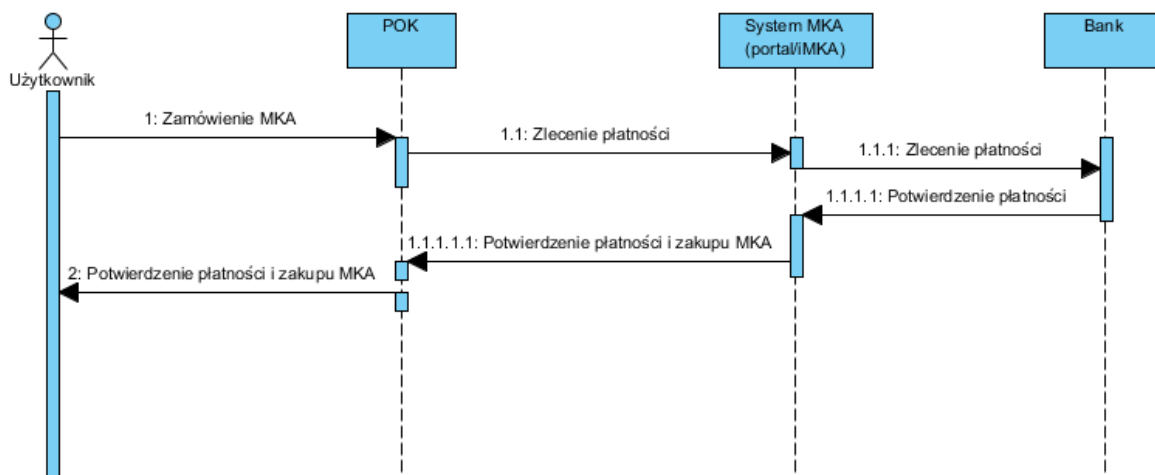 POK
System MKA
(portal/iMKA)
Bank
Użytkownik
1: Zamówienie MKA
1.1: Zlecenie płatności
1.1.1: Zlecenie płatności
1.1.1.1: Potwierdzenie płatności
1.1.1.1.1: Potwierdzenie płatności i zakupu MKA
2: Potwierdzenie płatności i zakupu MKA